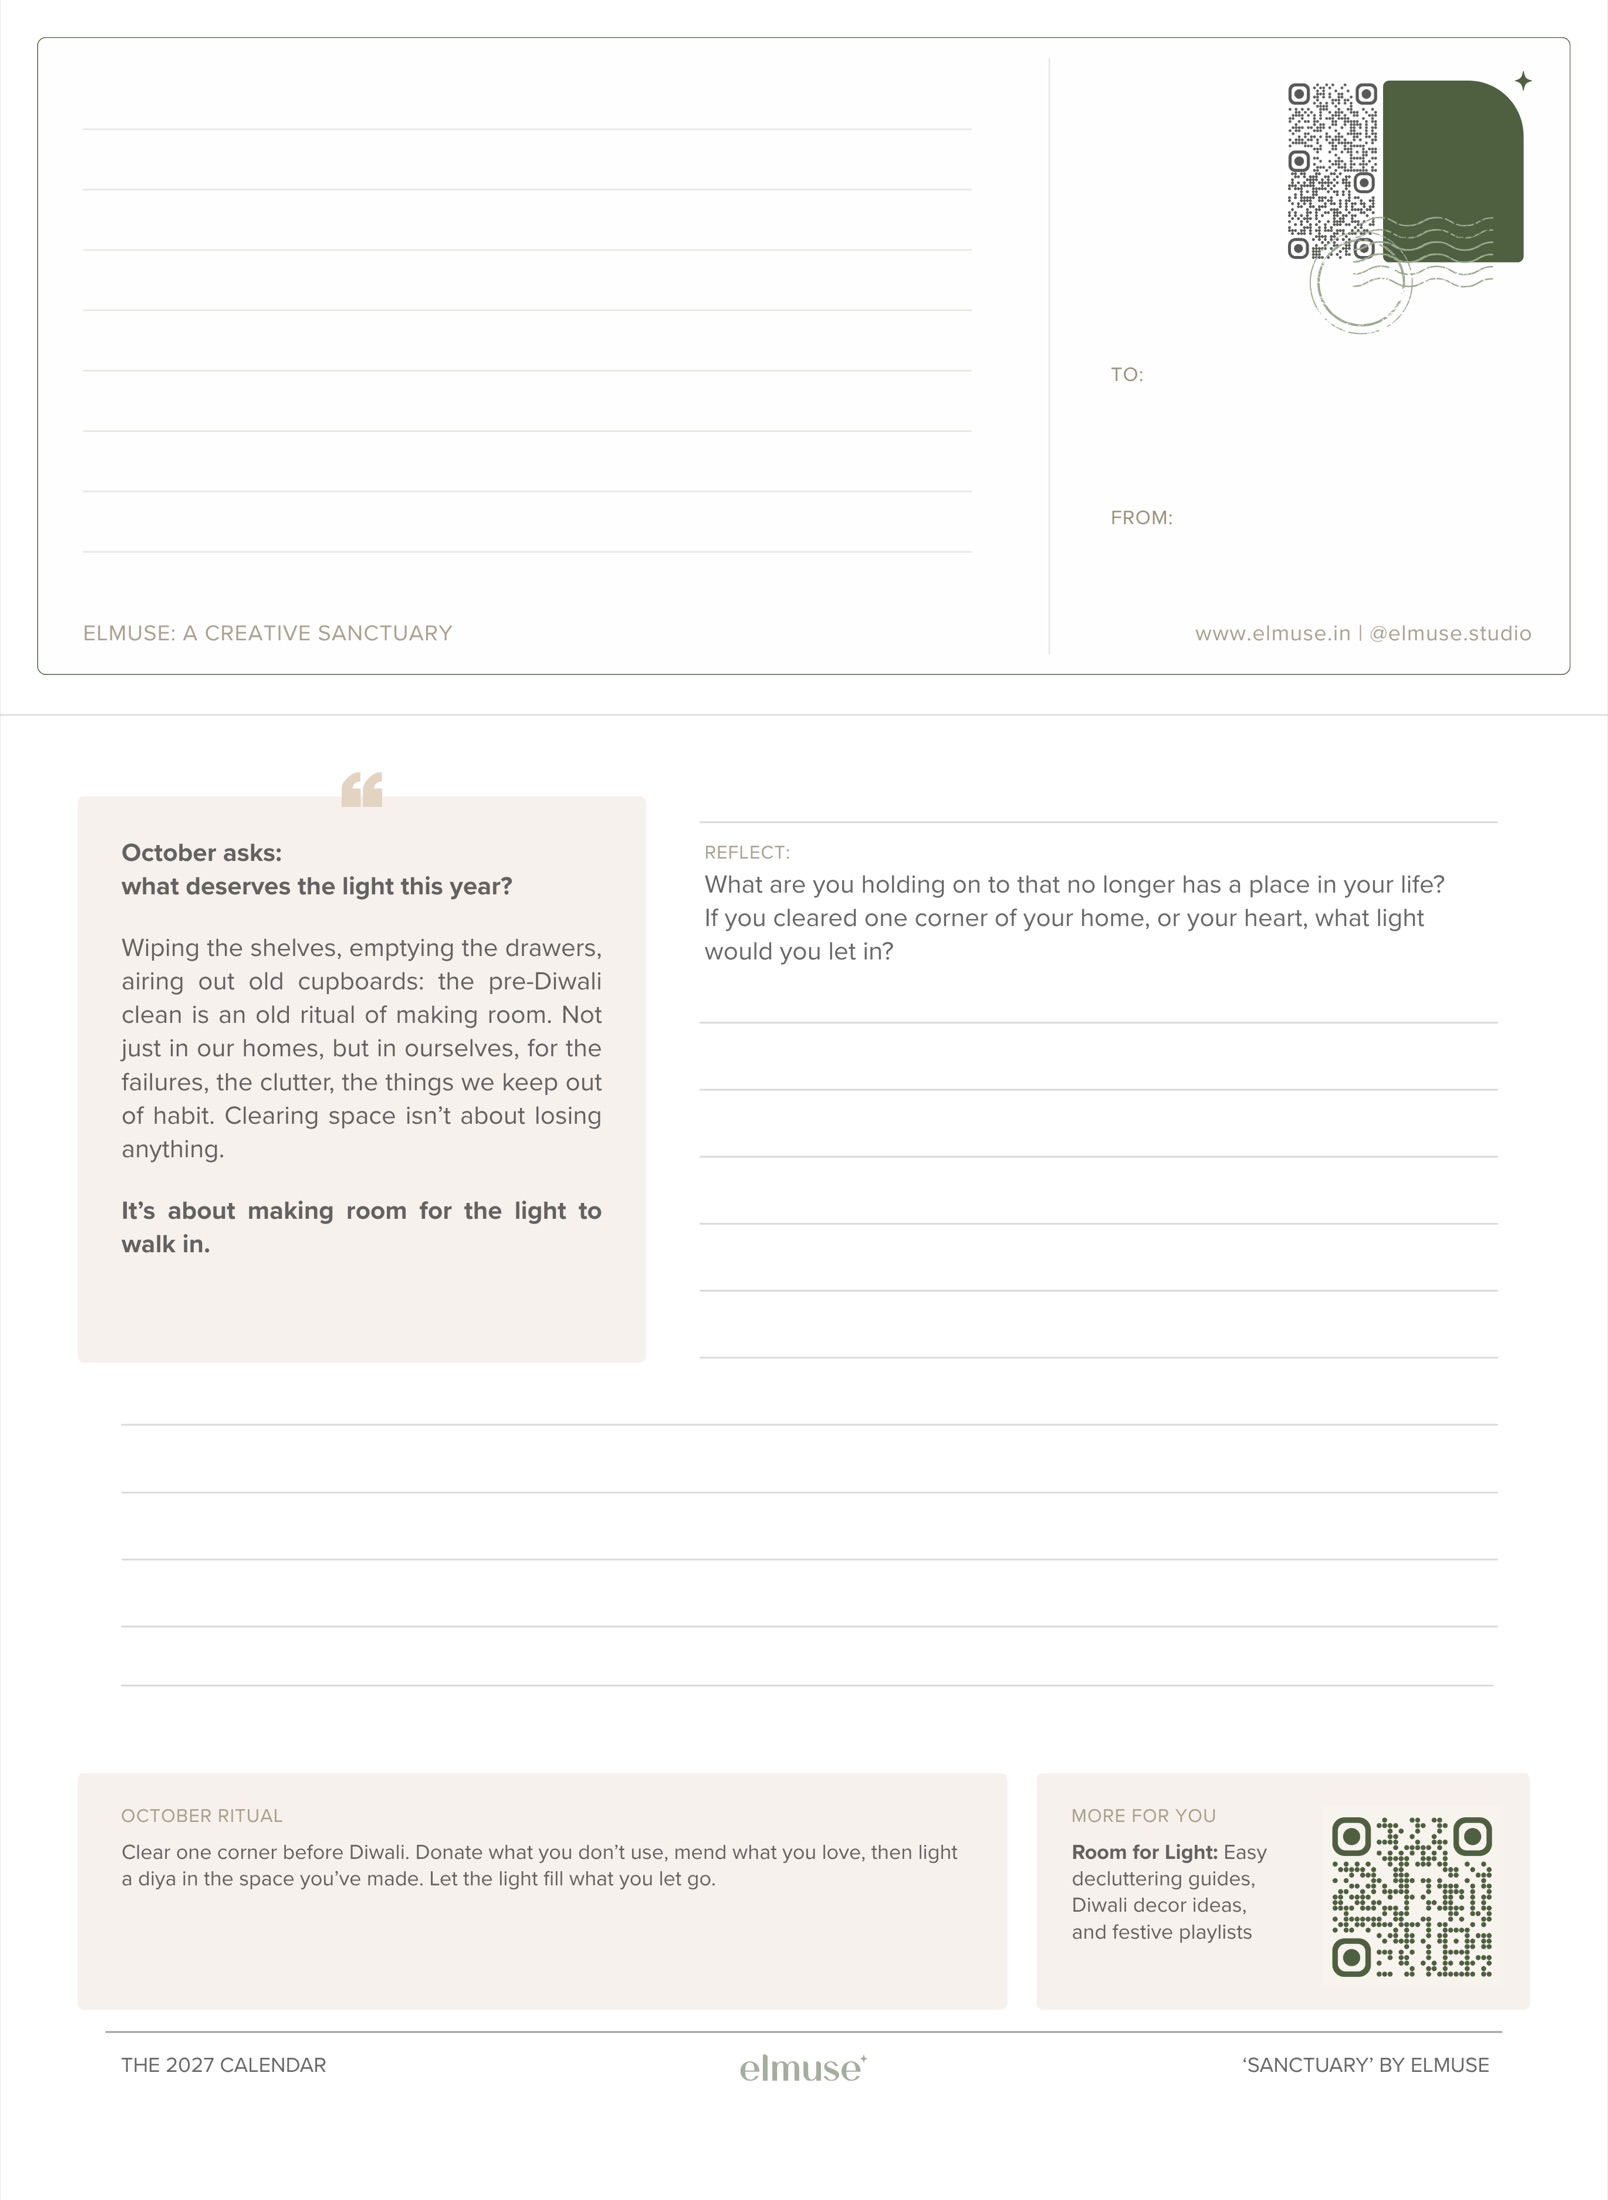 TO:
FROM:
ELMUSE: A CREATIVE SANCTUARY
www.elmuse.in | @elmuse.studio
October asks:
what deserves the light this year?
Wiping the shelves, emptying the drawers,
airing out old cupboards: the pre-Diwali
clean is an old ritual of making room. Not
just in our homes, but in ourselves, for the
failures, the clutter, the things we keep out
of habit. Clearing space isn’t about losing
anything.
It’s about making room for the light to
walk in.
REFLECT:
What are you holding on to that no longer has a place in your life?
If you cleared one corner of your home, or your heart, what light
would you let in?
OCTOBER RITUAL
Clear one corner before Diwali. Donate what you don’t use, mend what you love, then light
a diya in the space you’ve made. Let the light fill what you let go.
MORE FOR YOU
Room for Light: Easy
decluttering guides,
Diwali decor ideas,
and festive playlists
THE 2027 CALENDAR
elmuse
‘SANCTUARY’ BY ELMUSE